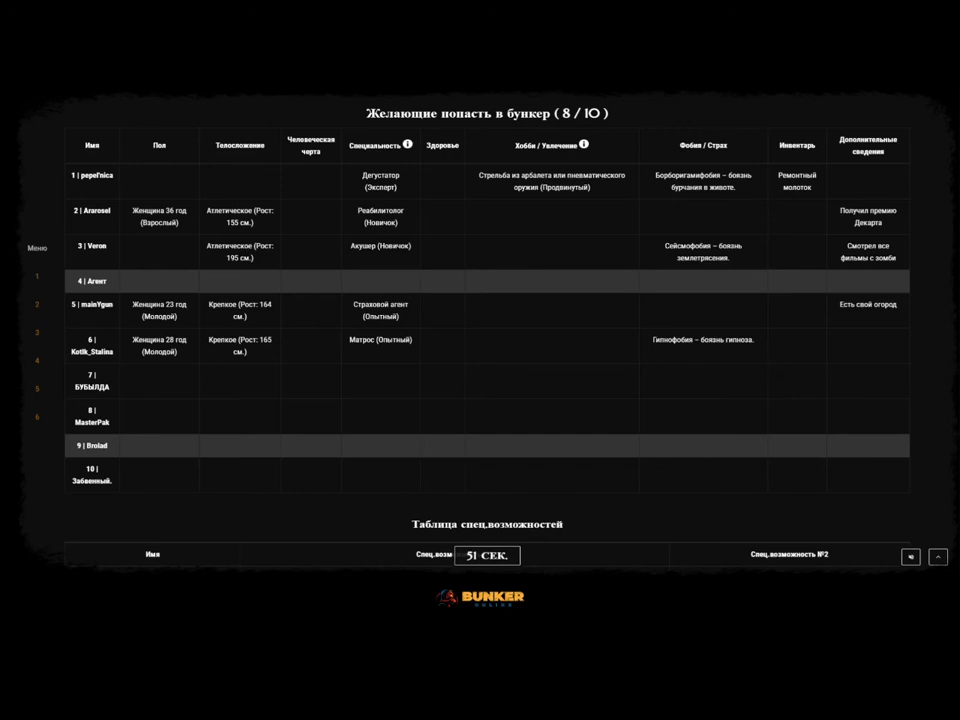 Желающие попасть в бункер ( 8 / 10 )
Имя Пол Телосложение Человеческая черта Специальность Здоровье Хобби / Увлечение Фобия / Страх Инвентарь Дополнительные сведения
1 | pepel'nica Дегустатор (Эксперт) Стрельба из арбалета или пневматического оружия (Продвинутый) Борборигамифобия – боязнь бурчания в животе. Ремонтный молоток
2 | Ararosel Женщина 36 год (Взрослый) Атлетическое (Рост: 155 см.) Реабилитолог (Новичок) Получил премию Декарта
Меню
3 | Veron Атлетическое (Рост: 195 см.) Акушер (Новичок) Сейсмофобия – боязнь землетрясения. Смотрел все фильмы с зомби
1
4 | Агент
2
5 | mainYgun Женщина 23 год (Молодой) Крепкое (Рост: 164 см.) Страховой агент (Опытный) Есть свой огород
3
6 | Kotik_Stalina Женщина 28 год (Молодой) Крепкое (Рост: 165 см.) Матрос (Опытный) Гипнофобия – боязнь гипноза.
4
7 | БУБЫЛДА
5
8 | MasterPak
6
9 | Brolad
10 | Забвенный.
Таблица спец.возможностей
Имя Спец.возм 51 СЕК. Спец.возможность №2
BUNKER
ONLINE